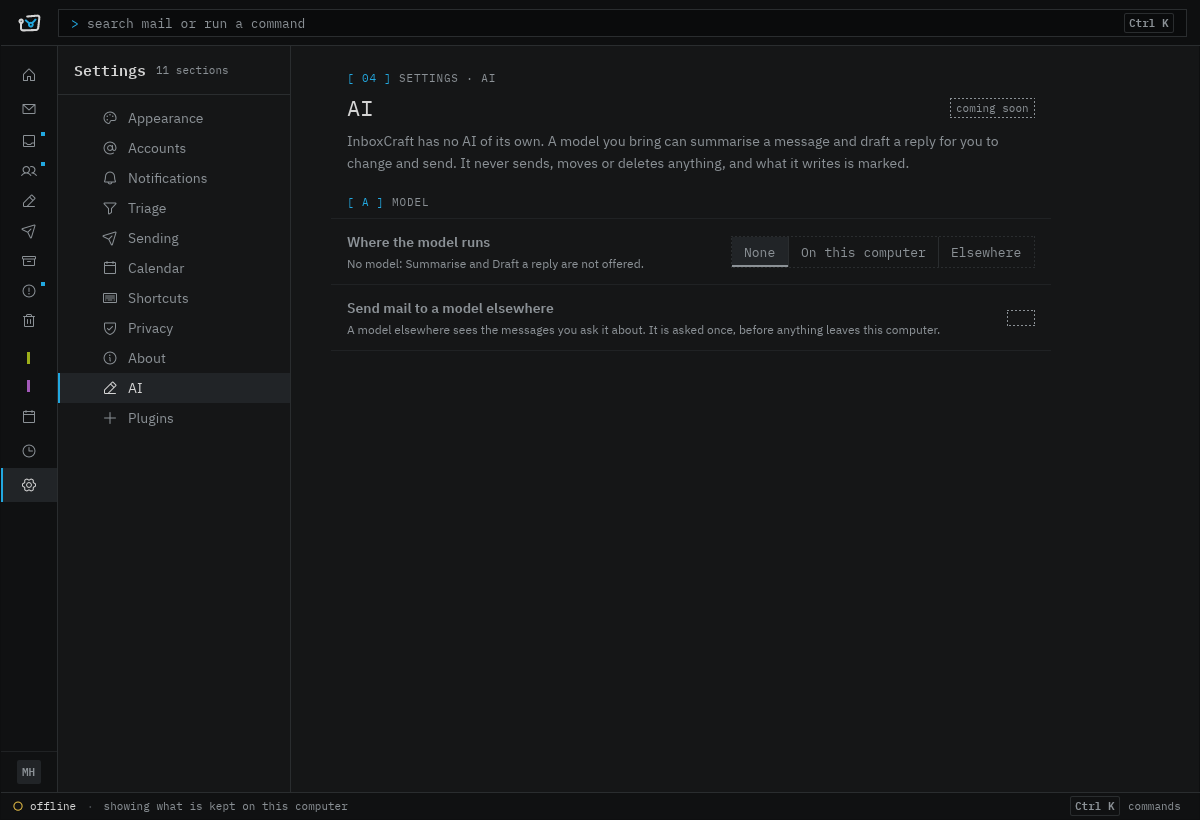 > search mail or run a command
Ctrl K
Settings 11 sections
Appearance
Accounts
Notifications
Triage
Sending
Calendar
Shortcuts
Privacy
About
AI
Plugins
[ 04 ] SETTINGS · AI
AI
coming soon
InboxCraft has no AI of its own. A model you bring can summarise a message and draft a reply for you to
change and send. It never sends, moves or deletes anything, and what it writes is marked.
[ A ] MODEL
Where the model runs
No model: Summarise and Draft a reply are not offered.
None On this computer Elsewhere
Send mail to a model elsewhere
A model elsewhere sees the messages you ask it about. It is asked once, before anything leaves this computer.
MH
offline · showing what is kept on this computer
Ctrl K commands